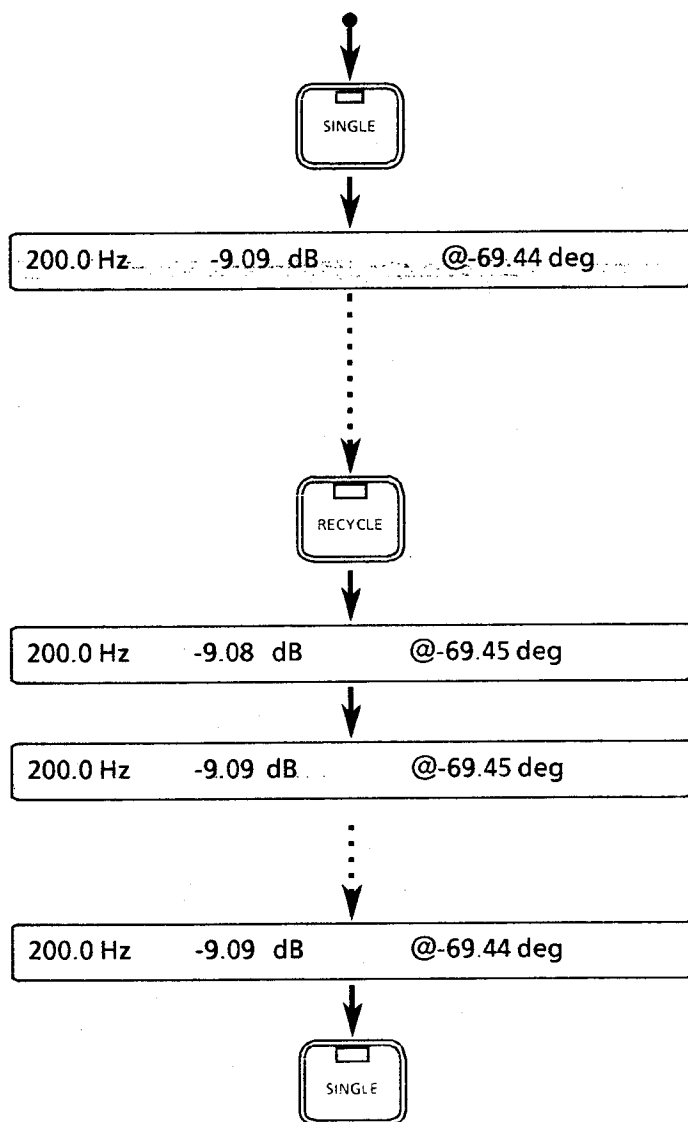 SINGLE
200.0 Hz -9.09 dB @-69.44 deg
RECYCLE
200.0 Hz -9.08 dB @-69.45 deg
200.0 Hz -9.09 dB @-69.45 deg
200.0 Hz -9.09 dB @-69.44 deg
SINGLE